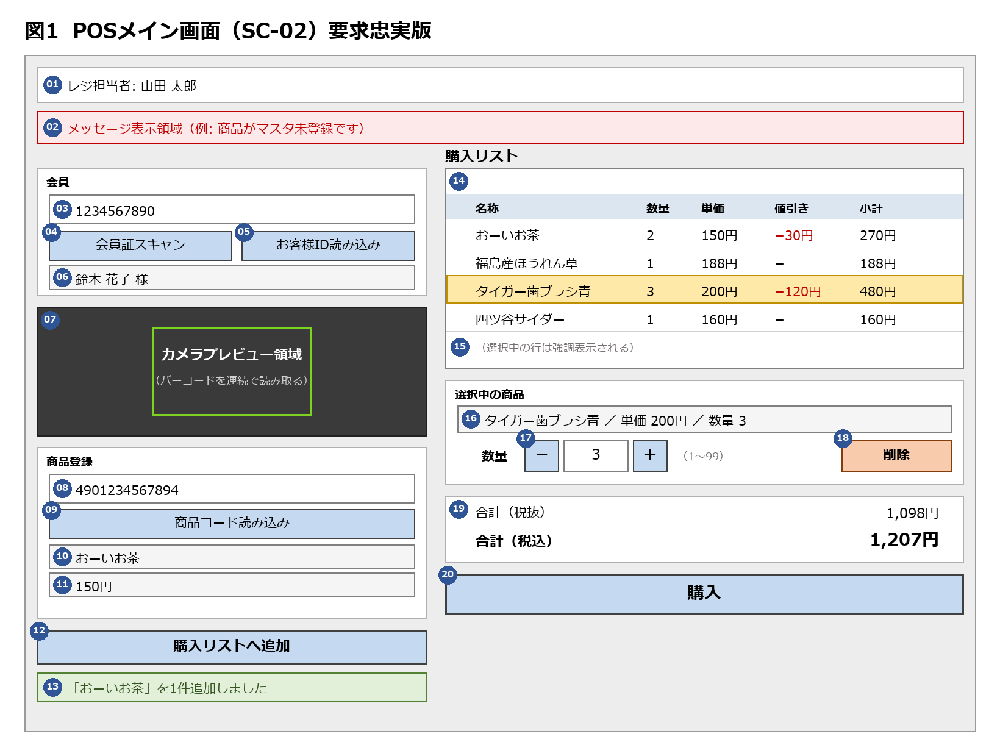 図1 POSメイン画面（SC-02）要求忠実版
01 レジ担当者: 山田 太郎
02 メッセージ表示領域（例: 商品がマスタ未登録です）
会員
03 1234567890
04 会員証スキャン
05 お客様ID読み込み
06 鈴木 花子 様
07
カメラプレビュー領域
（バーコードを連続で読み取る）
商品登録
08 4901234567894
09 商品コード読み込み
10 おーいお茶
11 150円
12 購入リストへ追加
13 「おーいお茶」を1件追加しました
購入リスト
14
名称 数量 単価 値引き 小計
おーいお茶 2 150円 −30円 270円
福島産ほうれん草 1 188円 − 188円
タイガー歯ブラシ青 3 200円 −120円 480円
四ツ谷サイダー 1 160円 − 160円
15 （選択中の行は強調表示される）
選択中の商品
16 タイガー歯ブラシ青 ／ 単価 200円 ／ 数量 3
数量 17 − 3 + （1〜99） 18 削除
19 合計（税抜） 1,098円
合計（税込） 1,207円
20 購入